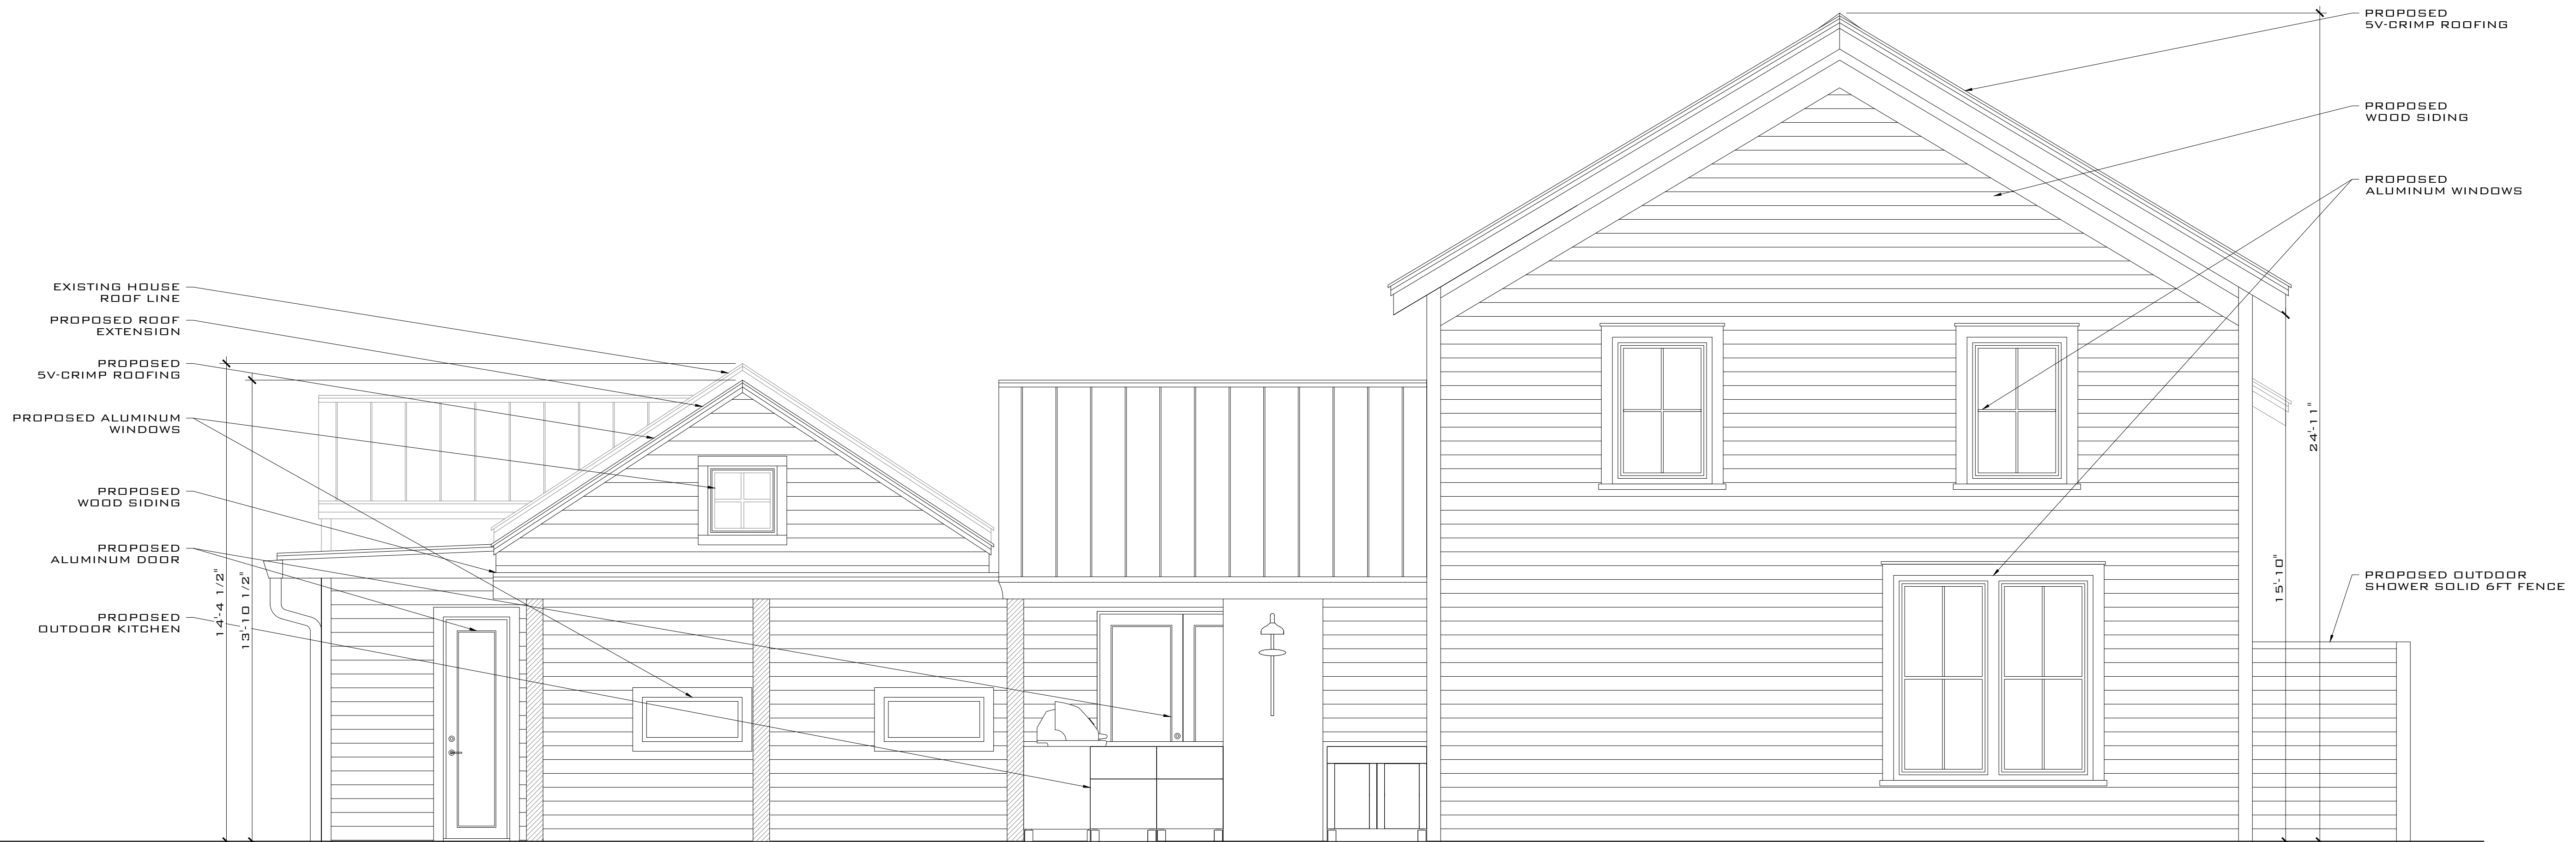 PROPOSED
5V-CRIMP ROOFING
PROPOSED
WOOD SIDING
PROPOSED
ALUMINUM WINDOWS
EXISTING HOUSE
ROOF LINE
PROPOSED ROOF
EXTENSION
PROPOSED
5V-CRIMP ROOFING
PROPOSED ALUMINUM
WINDOWS
PROPOSED
WOOD SIDING
PROPOSED
ALUMINUM DOOR
PROPOSED
OUTDOOR KITCHEN
14'-4 1/2"
13'-10 1/2"
24'-1"
15'-10"
PROPOSED OUTDOOR
SHOWER SOLID 6FT FENCE